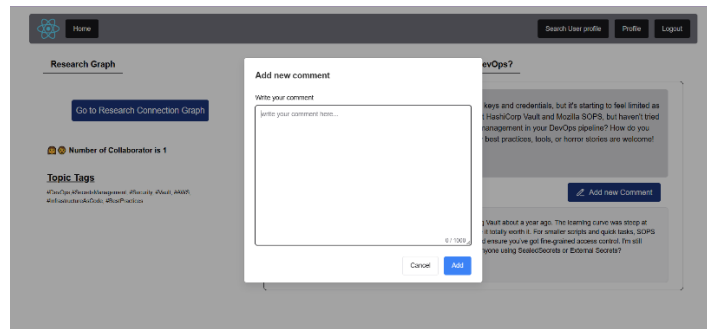 Home
Search User profile
Profile
Logout
Research Graph
evOps?
Go to Research Connection Graph
Number of Collaborator is 1
Topic Tags
#DevOps, #SecretsManagement, #Security, #Vault, #AWS,
#InfrastructureAsCode, #BestPractices
Add new comment
Write your comment
write your comment here...
0 / 1000
Cancel
Add
keys and credentials, but it's starting to feel limited as
t HashiCorp Vault and Mozilla SOPS, but haven't tried
management in your DevOps pipeline? How do you
best practices, tools, or horror stories are welcome!
Add new Comment
g Vault about a year ago. The learning curve was steep at
it totally worth it. For smaller scripts and quick tasks, SOPS
d ensure you've got fine-grained access control. I'm still
nyone using SealedSecrets or External Secrets?